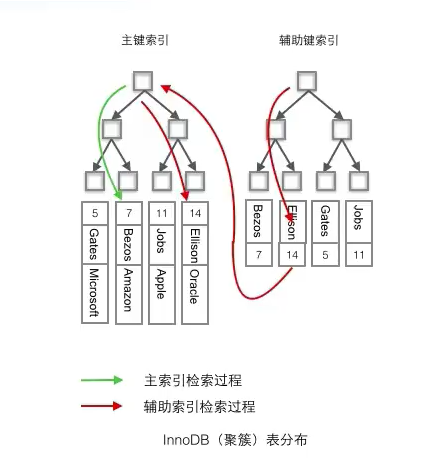 主键索引
辅助键索引
5
7
11
14
Gates
Bezos
Jobs
Ellison
Microsoft
Amazon
Apple
Oracle
Bezos
Ellison
Gates
Jobs
7
14
5
11
主索引检索过程
辅助索引检索过程
InnoDB（聚簇）表分布